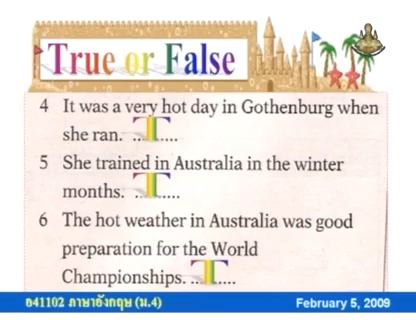 True or False
4 It was a very hot day in Gothenburg when
she ran. ...T.....
5 She trained in Australia in the winter
months. ...T.....
6 The hot weather in Australia was good
preparation for the World
Championships. ...T.....
อ41102 ภาษาอังกฤษ (ม.4)
February 5, 2009